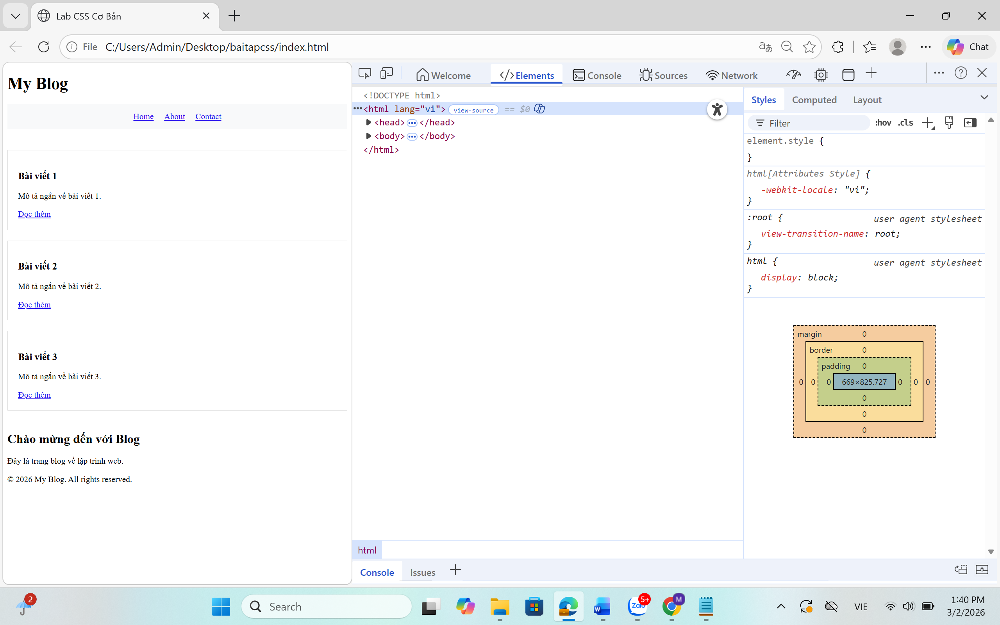 Lab CSS Cơ Bản
File C:/Users/Admin/Desktop/baitapcss/index.html
Chat
My Blog
Home About Contact
Bài viết 1
Mô tả ngắn về bài viết 1.
Đọc thêm
Bài viết 2
Mô tả ngắn về bài viết 2.
Đọc thêm
Bài viết 3
Mô tả ngắn về bài viết 3.
Đọc thêm
Chào mừng đến với Blog
Đây là trang blog về lập trình web.
© 2026 My Blog. All rights reserved.
Welcome Elements Console Sources Network
<!DOCTYPE html>
<html lang="vi"> view-source == $0
<head> </head>
<body> </body>
</html>
html
Console Issues
Styles Computed Layout
Filter :hov .cls
element.style {
}
html[Attributes Style] {
-webkit-locale: "vi";
}
:root { user agent stylesheet
view-transition-name: root;
}
html { user agent stylesheet
display: block;
}
margin 0
border 0
padding 0
0 0 0 669×825.727 0 0 0
0
0
0
2
Search
Zalo
5+
M
W
VIE
1:40 PM
3/2/2026